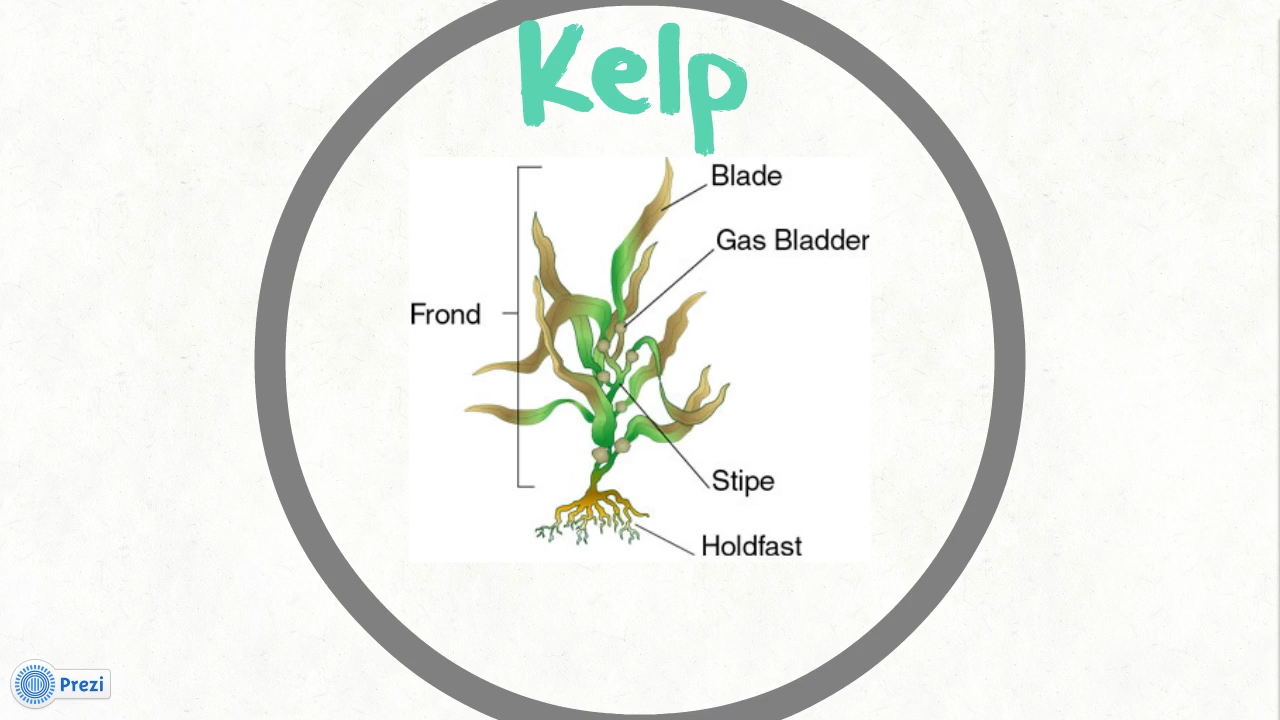 Kelp
Blade
Gas Bladder
Frond
Stipe
Holdfast
Prezi